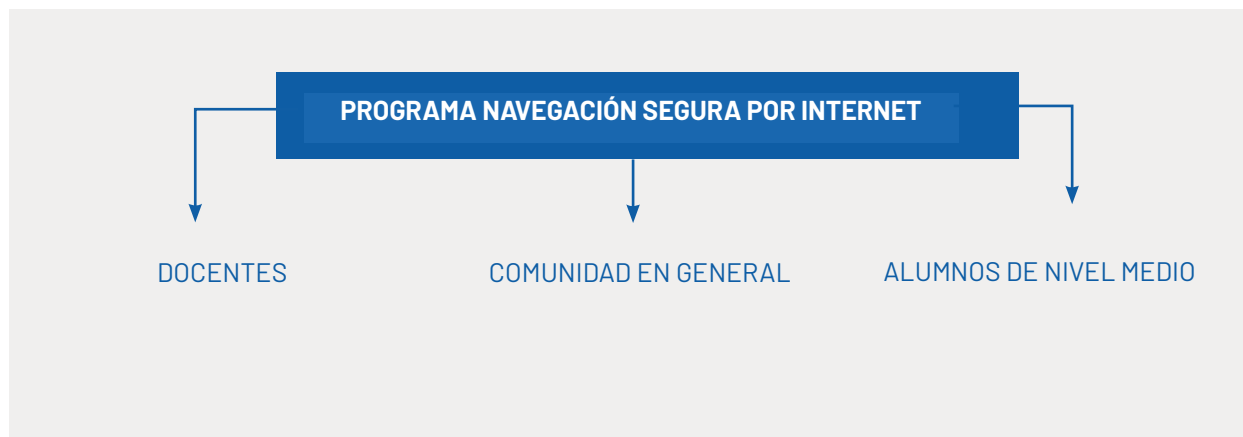 PROGRAMA NAVEGACIÓN SEGURA POR INTERNET
DOCENTES
COMUNIDAD EN GENERAL
ALUMNOS DE NIVEL MEDIO